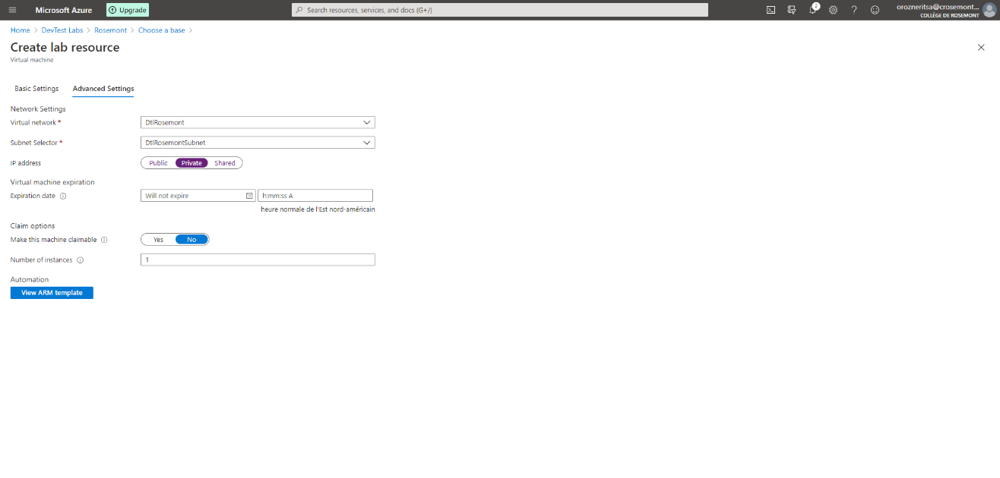 Microsoft Azure Upgrade Search resources, services, and docs (G+/) 2 orozneritsa@crosemont...
COLLÈGE DE ROSEMONT
Home > DevTest Labs > Rosemont > Choose a base >
Create lab resource
Virtual machine
Basic Settings Advanced Settings
Network Settings
Virtual network * DtlRosemont
Subnet Selector * DtlRosemontSubnet
IP address Public Private Shared
Virtual machine expiration
Expiration date Will not expire h:mm:ss A
heure normale de l'Est nord-américain
Claim options
Make this machine claimable Yes No
Number of instances 1
Automation
View ARM template